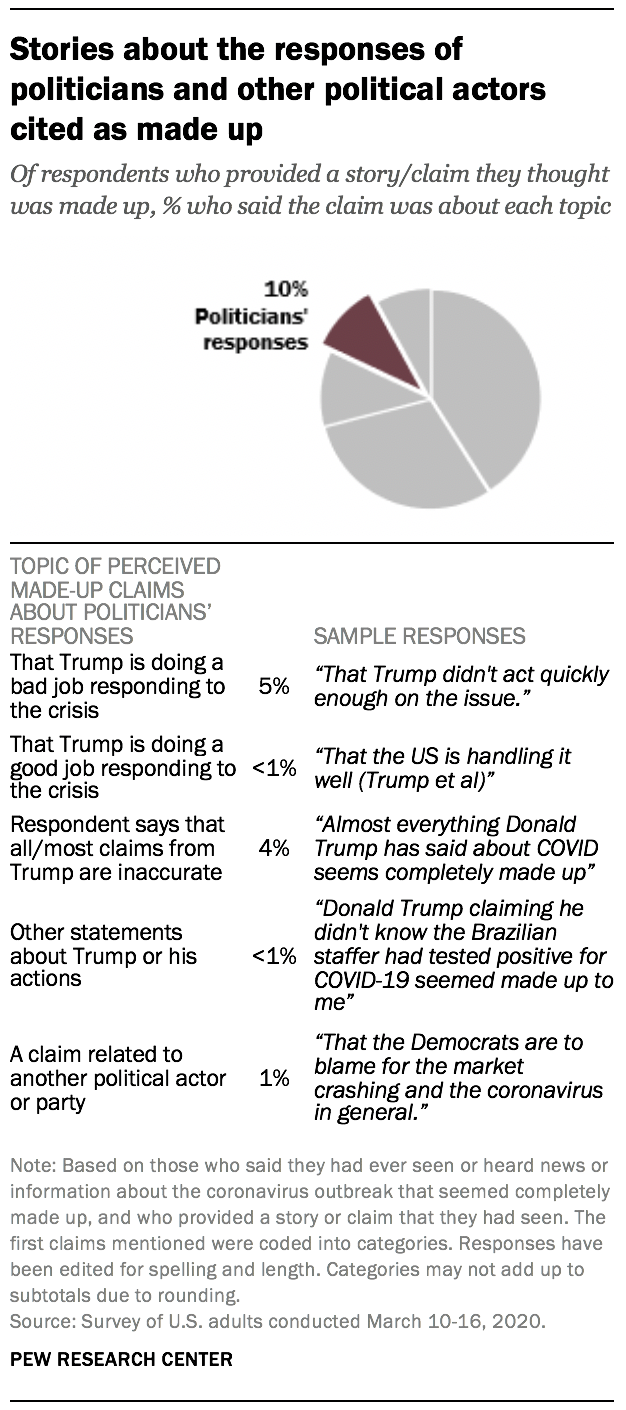 Stories about the responses of
politicians and other political actors
cited as made up
Of respondents who provided a story/claim they thought
was made up, % who said the claim was about each topic
10%
Politicians'
responses
TOPIC OF PERCEIVED
MADE-UP CLAIMS
ABOUT POLITICIANS'
RESPONSES
SAMPLE RESPONSES
That Trump is doing a
bad job responding to
the crisis
5%
“That Trump didn't act quickly
enough on the issue.”
That Trump is doing a
good job responding to
the crisis
<1%
“That the US is handling it
well (Trump et al)”
Respondent says that
all/most claims from
Trump are inaccurate
4%
“Almost everything Donald
Trump has said about COVID
seems completely made up”
Other statements
about Trump or his
actions
<1%
“Donald Trump claiming he
didn't know the Brazilian
staffer had tested positive for
COVID-19 seemed made up to
me”
A claim related to
another political actor
or party
1%
“That the Democrats are to
blame for the market
crashing and the coronavirus
in general.”
Note: Based on those who said they had ever seen or heard news or
information about the coronavirus outbreak that seemed completely
made up, and who provided a story or claim that they had seen. The
first claims mentioned were coded into categories. Responses have
been edited for spelling and length. Categories may not add up to
subtotals due to rounding.
Source: Survey of U.S. adults conducted March 10-16, 2020.
PEW RESEARCH CENTER